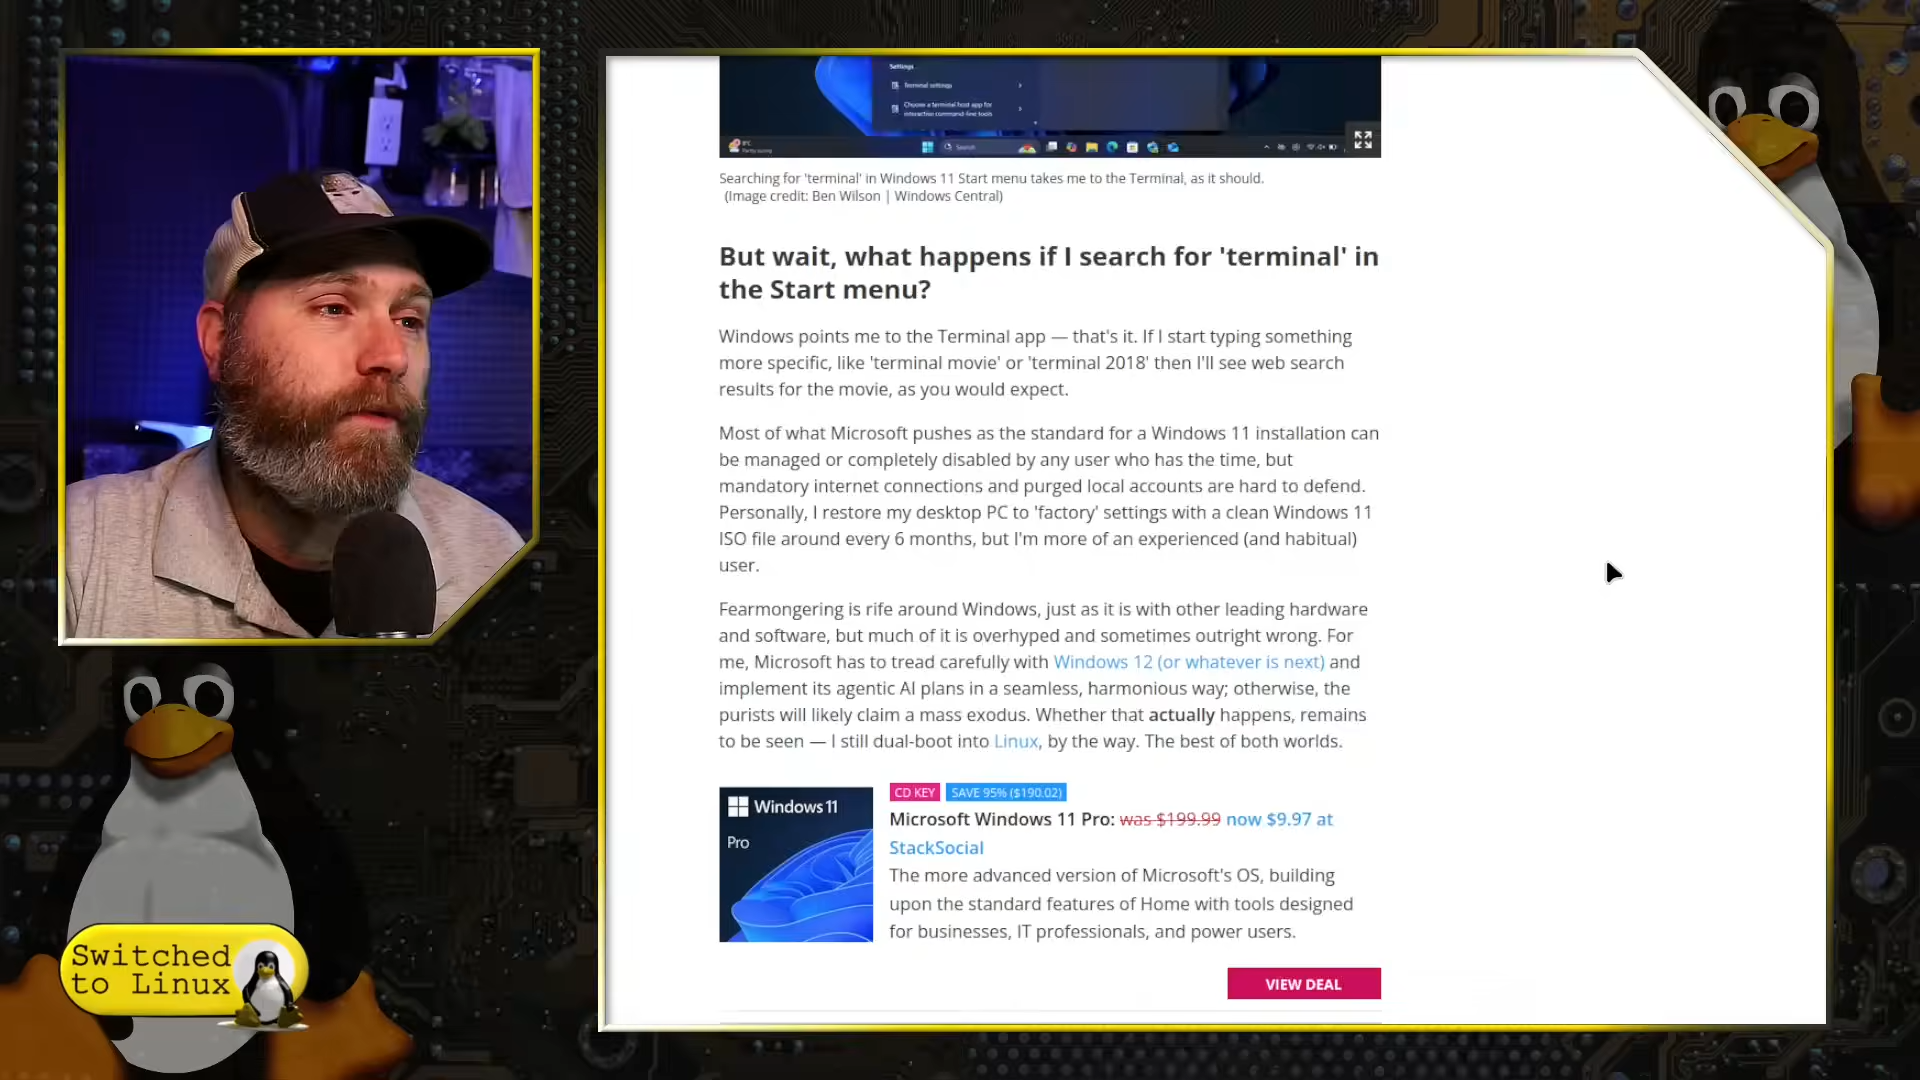 Settings
Terminal settings
Choose a terminal host app for
interactive command-line tools
Search
Searching for 'terminal' in Windows 11 Start menu takes me to the Terminal, as it should.
(Image credit: Ben Wilson | Windows Central)
But wait, what happens if I search for 'terminal' in
the Start menu?
Windows points me to the Terminal app — that's it. If I start typing something
more specific, like 'terminal movie' or 'terminal 2018' then I'll see web search
results for the movie, as you would expect.
Most of what Microsoft pushes as the standard for a Windows 11 installation can
be managed or completely disabled by any user who has the time, but
mandatory internet connections and purged local accounts are hard to defend.
Personally, I restore my desktop PC to 'factory' settings with a clean Windows 11
ISO file around every 6 months, but I'm more of an experienced (and habitual)
user.
Fearmongering is rife around Windows, just as it is with other leading hardware
and software, but much of it is overhyped and sometimes outright wrong. For
me, Microsoft has to tread carefully with Windows 12 (or whatever is next) and
implement its agentic AI plans in a seamless, harmonious way; otherwise, the
purists will likely claim a mass exodus. Whether that actually happens, remains
to be seen — I still dual-boot into Linux, by the way. The best of both worlds.
Windows 11
Pro
CD KEY SAVE 95% ($190.02)
Microsoft Windows 11 Pro: was $199.99 now $9.97 at
StackSocial
The more advanced version of Microsoft's OS, building
upon the standard features of Home with tools designed
for businesses, IT professionals, and power users.
VIEW DEAL
Switched
to Linux